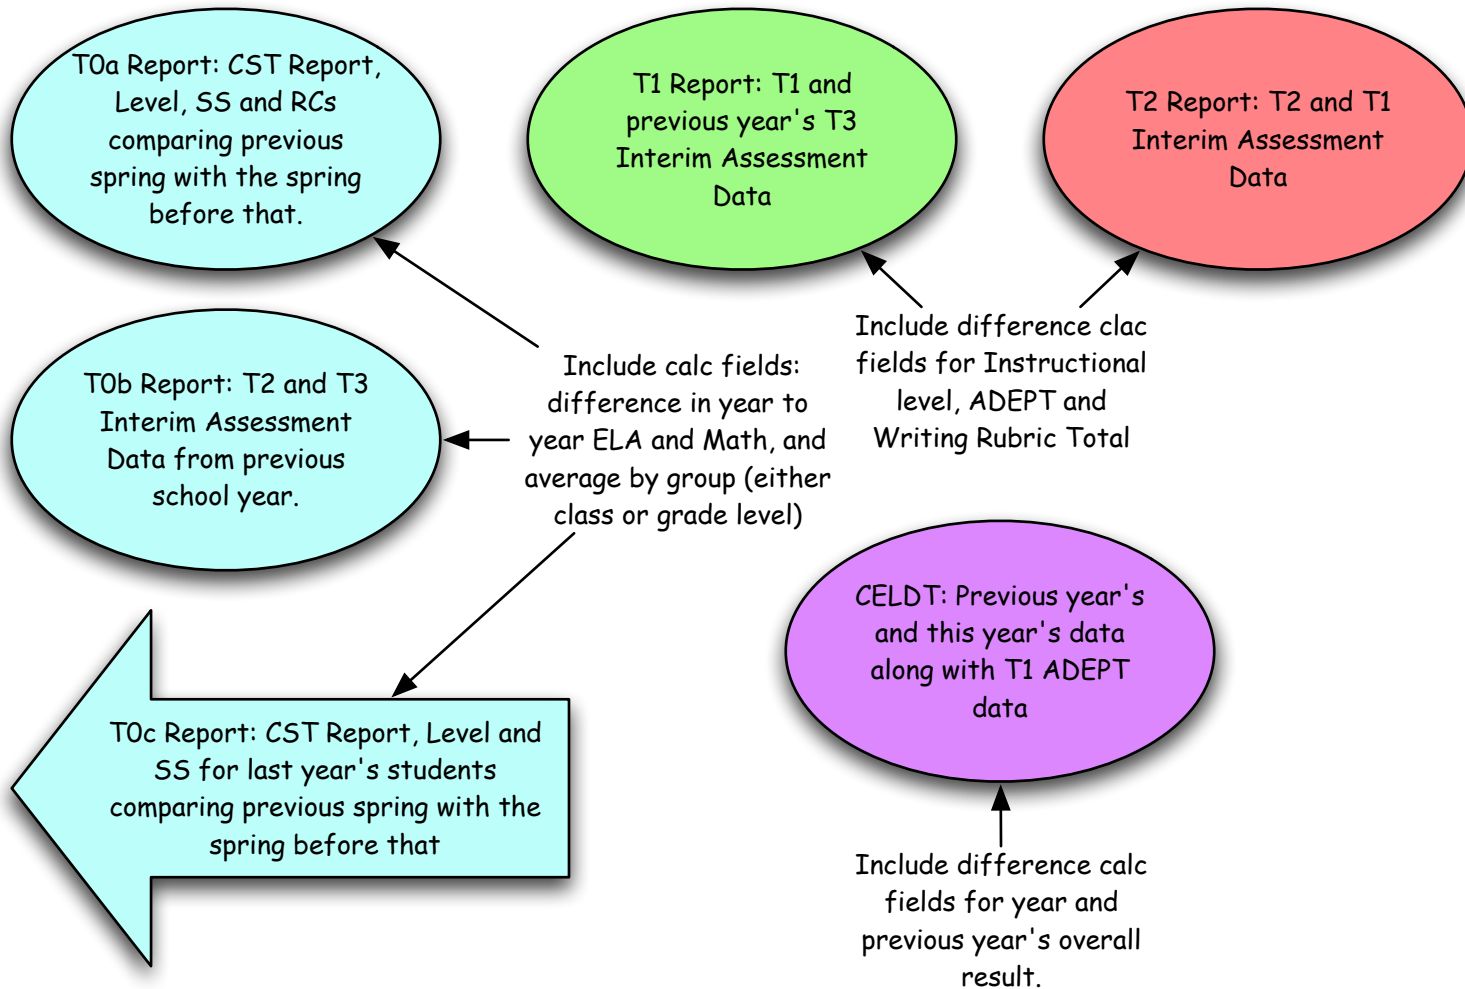 T0a Report: CST Report,
Level, SS and RCs
comparing previous
spring with the spring
before that.
T1 Report: T1 and
previous year's T3
Interim Assessment
Data
T2 Report: T2 and T1
Interim Assessment
Data
T0b Report: T2 and T3
Interim Assessment
Data from previous
school year.
Include calc fields:
difference in year to
year ELA and Math, and
average by group (either
class or grade level)
Include difference clac
fields for Instructional
level, ADEPT and
Writing Rubric Total
CELDT: Previous year's
and this year's data
along with T1 ADEPT
data
T0c Report: CST Report, Level and
SS for last year's students
comparing previous spring with the
spring before that
Include difference calc
fields for year and
previous year's overall
result.